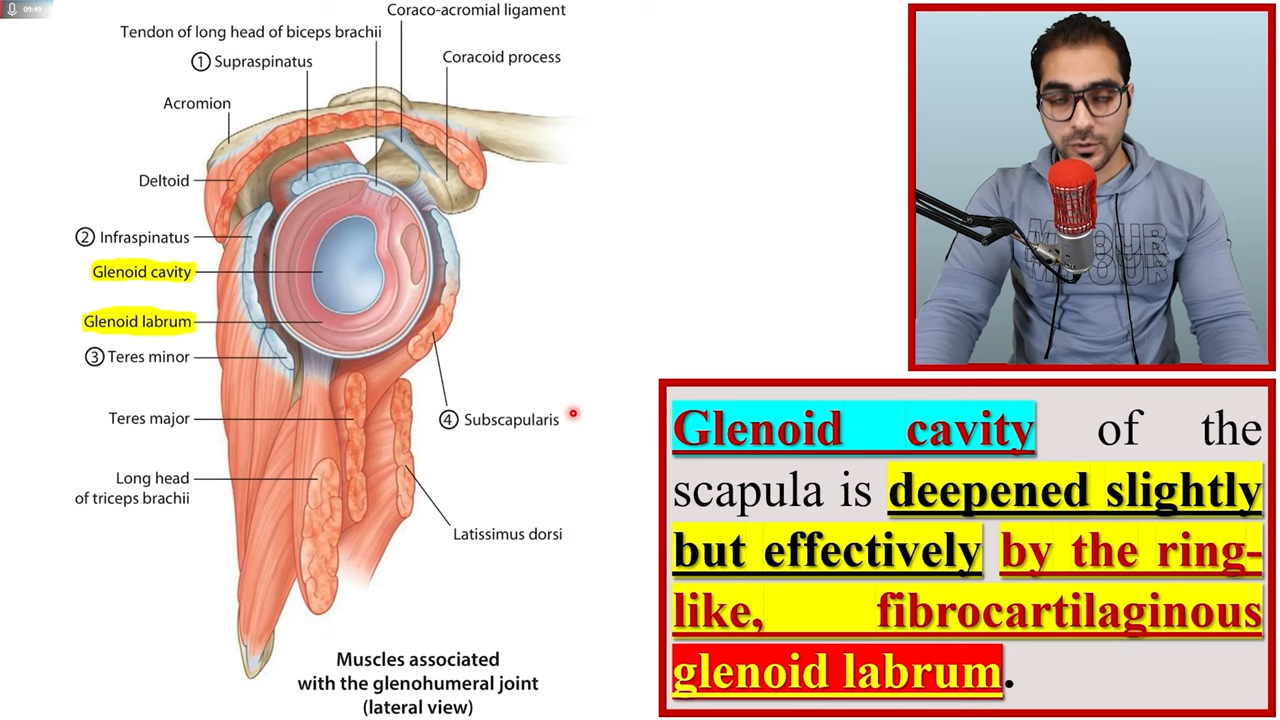 09:49
Coraco-acromial ligament
Tendon of long head of biceps brachii
① Supraspinatus
Coracoid process
Acromion
Deltoid
② Infraspinatus
Glenoid cavity
Glenoid labrum
③ Teres minor
Teres major
④ Subscapularis
Long head
of triceps brachii
Latissimus dorsi
Muscles associated
with the glenohumeral joint
(lateral view)
Glenoid cavity of the
scapula is deepened slightly
but effectively by the ring-
like, fibrocartilaginous
glenoid labrum.